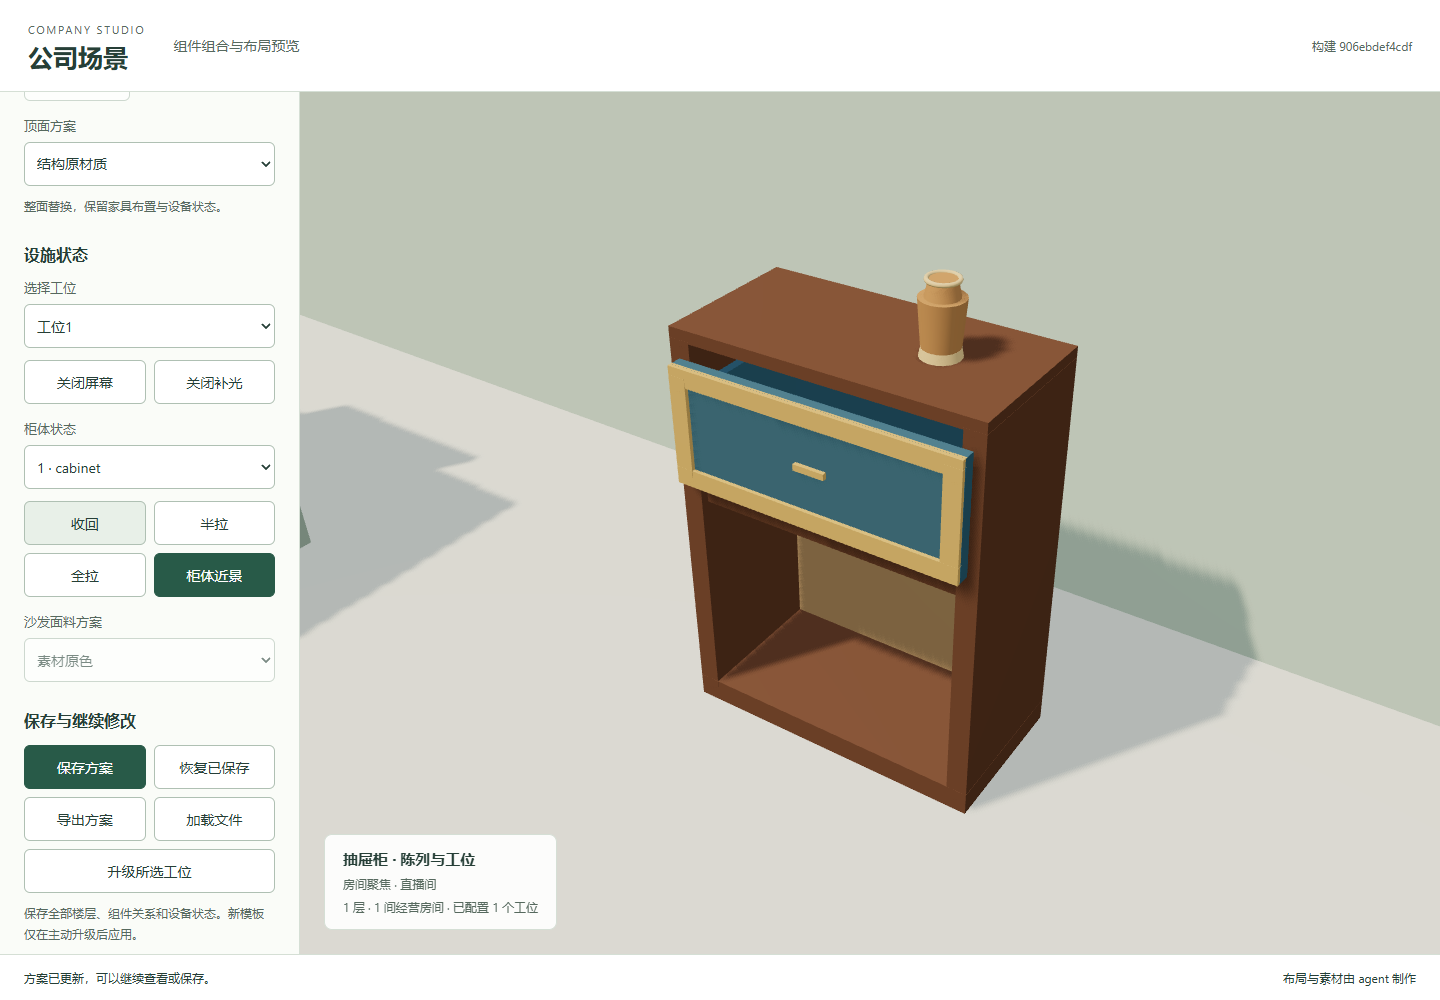 COMPANY STUDIO
公司场景
组件组合与布局预览
构建 906ebdef4cdf
顶面方案
结构原材质
整面替换，保留家具布置与设备状态。
设施状态
选择工位
工位1
关闭屏幕
关闭补光
柜体状态
1 · cabinet
收回
半拉
全拉
柜体近景
沙发面料方案
素材原色
保存与继续修改
保存方案
恢复已保存
导出方案
加载文件
升级所选工位
保存全部楼层、组件关系和设备状态。新模板
仅在主动升级后应用。
抽屉柜 · 陈列与工位
房间聚焦 · 直播间
1 层 · 1 间经营房间 · 已配置 1 个工位
方案已更新，可以继续查看或保存。
布局与素材由 agent 制作